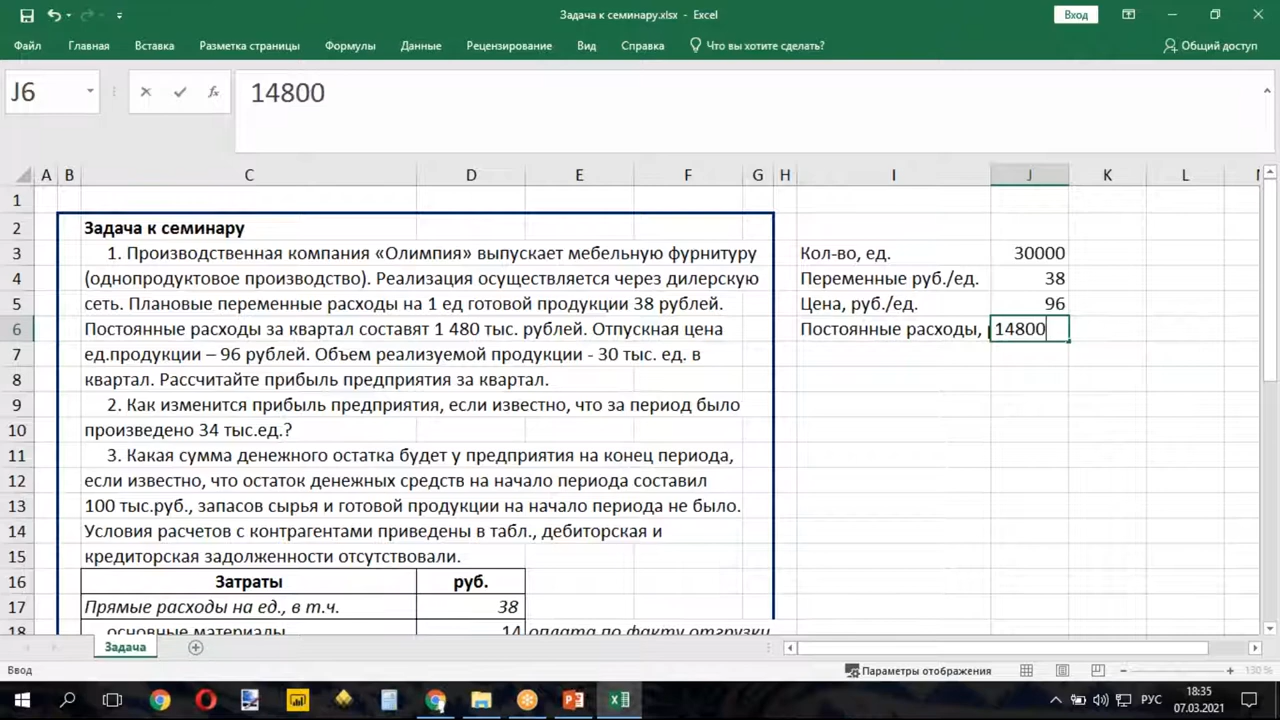 Задача к семинару.xlsx - Excel
Вход
Файл Главная Вставка Разметка страницы Формулы Данные Рецензирование Вид Справка Что вы хотите сделать? Общий доступ
J6 fx 14800
A B C D E F G H I J K L
1
2 Задача к семинару
3 1. Производственная компания «Олимпия» выпускает мебельную фурнитуру Кол-во, ед. 30000
4 (однопродуктовое производство). Реализация осуществляется через дилерскую Переменные руб./ед. 38
5 сеть. Плановые переменные расходы на 1 ед готовой продукции 38 рублей. Цена, руб./ед. 96
6 Постоянные расходы за квартал составят 1 480 тыс. рублей. Отпускная цена Постоянные расходы, 14800
7 ед.продукции – 96 рублей. Объем реализуемой продукции - 30 тыс. ед. в
8 квартал. Рассчитайте прибыль предприятия за квартал.
9 2. Как изменится прибыль предприятия, если известно, что за период было
10 произведено 34 тыс.ед.?
11 3. Какая сумма денежного остатка будет у предприятия на конец периода,
12 если известно, что остаток денежных средств на начало периода составил
13 100 тыс.руб., запасов сырья и готовой продукции на начало периода не было.
14 Условия расчетов с контрагентами приведены в табл., дебиторская и
15 кредиторская задолженности отсутствовали.
16 Затраты руб.
17 Прямые расходы на ед., в т.ч. 38
18 основные материалы 14 оплата по факту отгрузки
Задача
Ввод Параметры отображения 130 %
РУС 18:35
07.03.2021